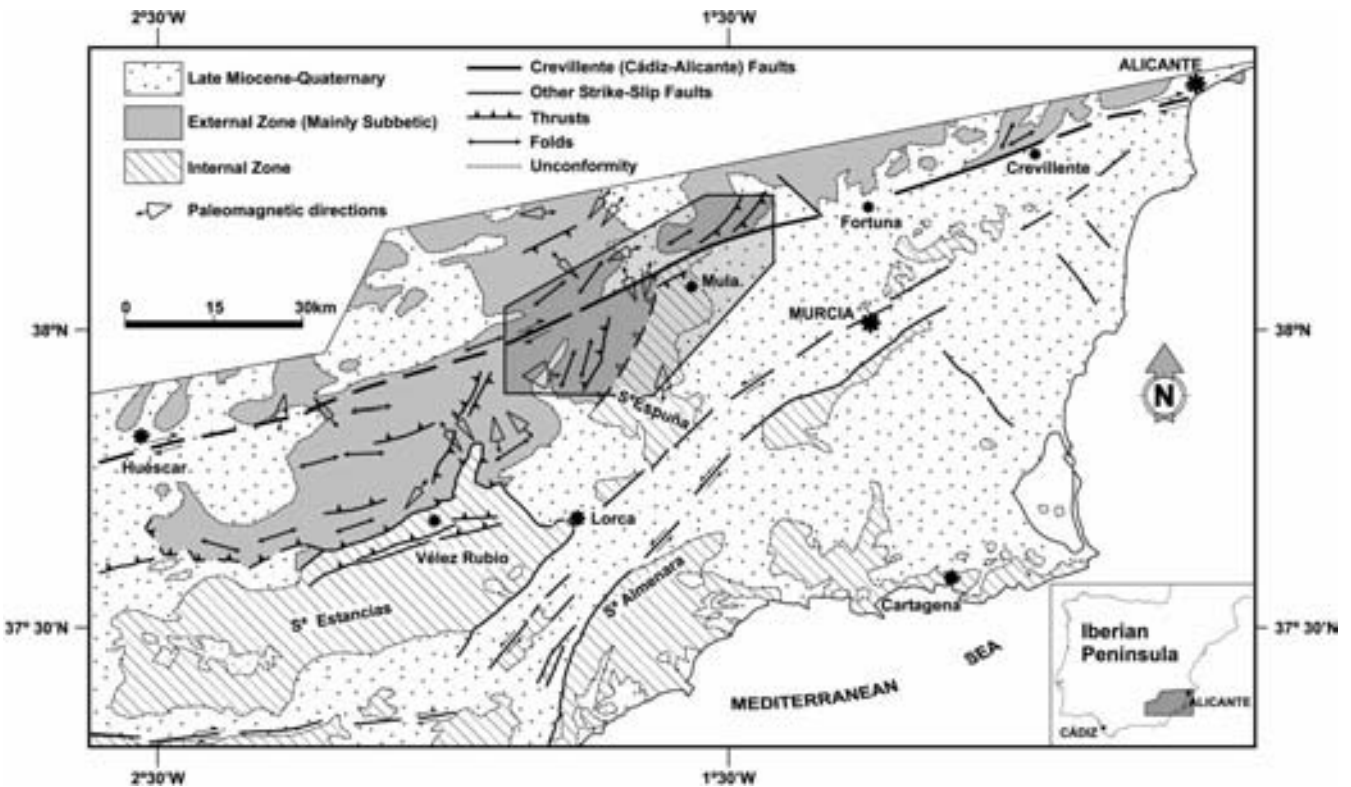 2°30'W
1°30'W
Late Miocene-Quaternary
External Zone (Mainly Subbetic)
Internal Zone
Paleomagnetic directions
Crevillente (Cádiz-Alicante) Faults
Other Strike-Slip Faults
Thrusts
Folds
Unconformity
ALICANTE
Crevillente
Fortuna
Mula
0 15 30km
38°N
MURCIA
38°N
N
Sªespuña
Huéscar
Lorca
Vélez Rubio
Sª Estancias
Sª Almenara
Cartagena
37° 30'N
37° 30'N
MEDITERRANEAN SEA
Iberian
Peninsula
ALICANTE
CÁDIZ
2°30'W
1°30'W